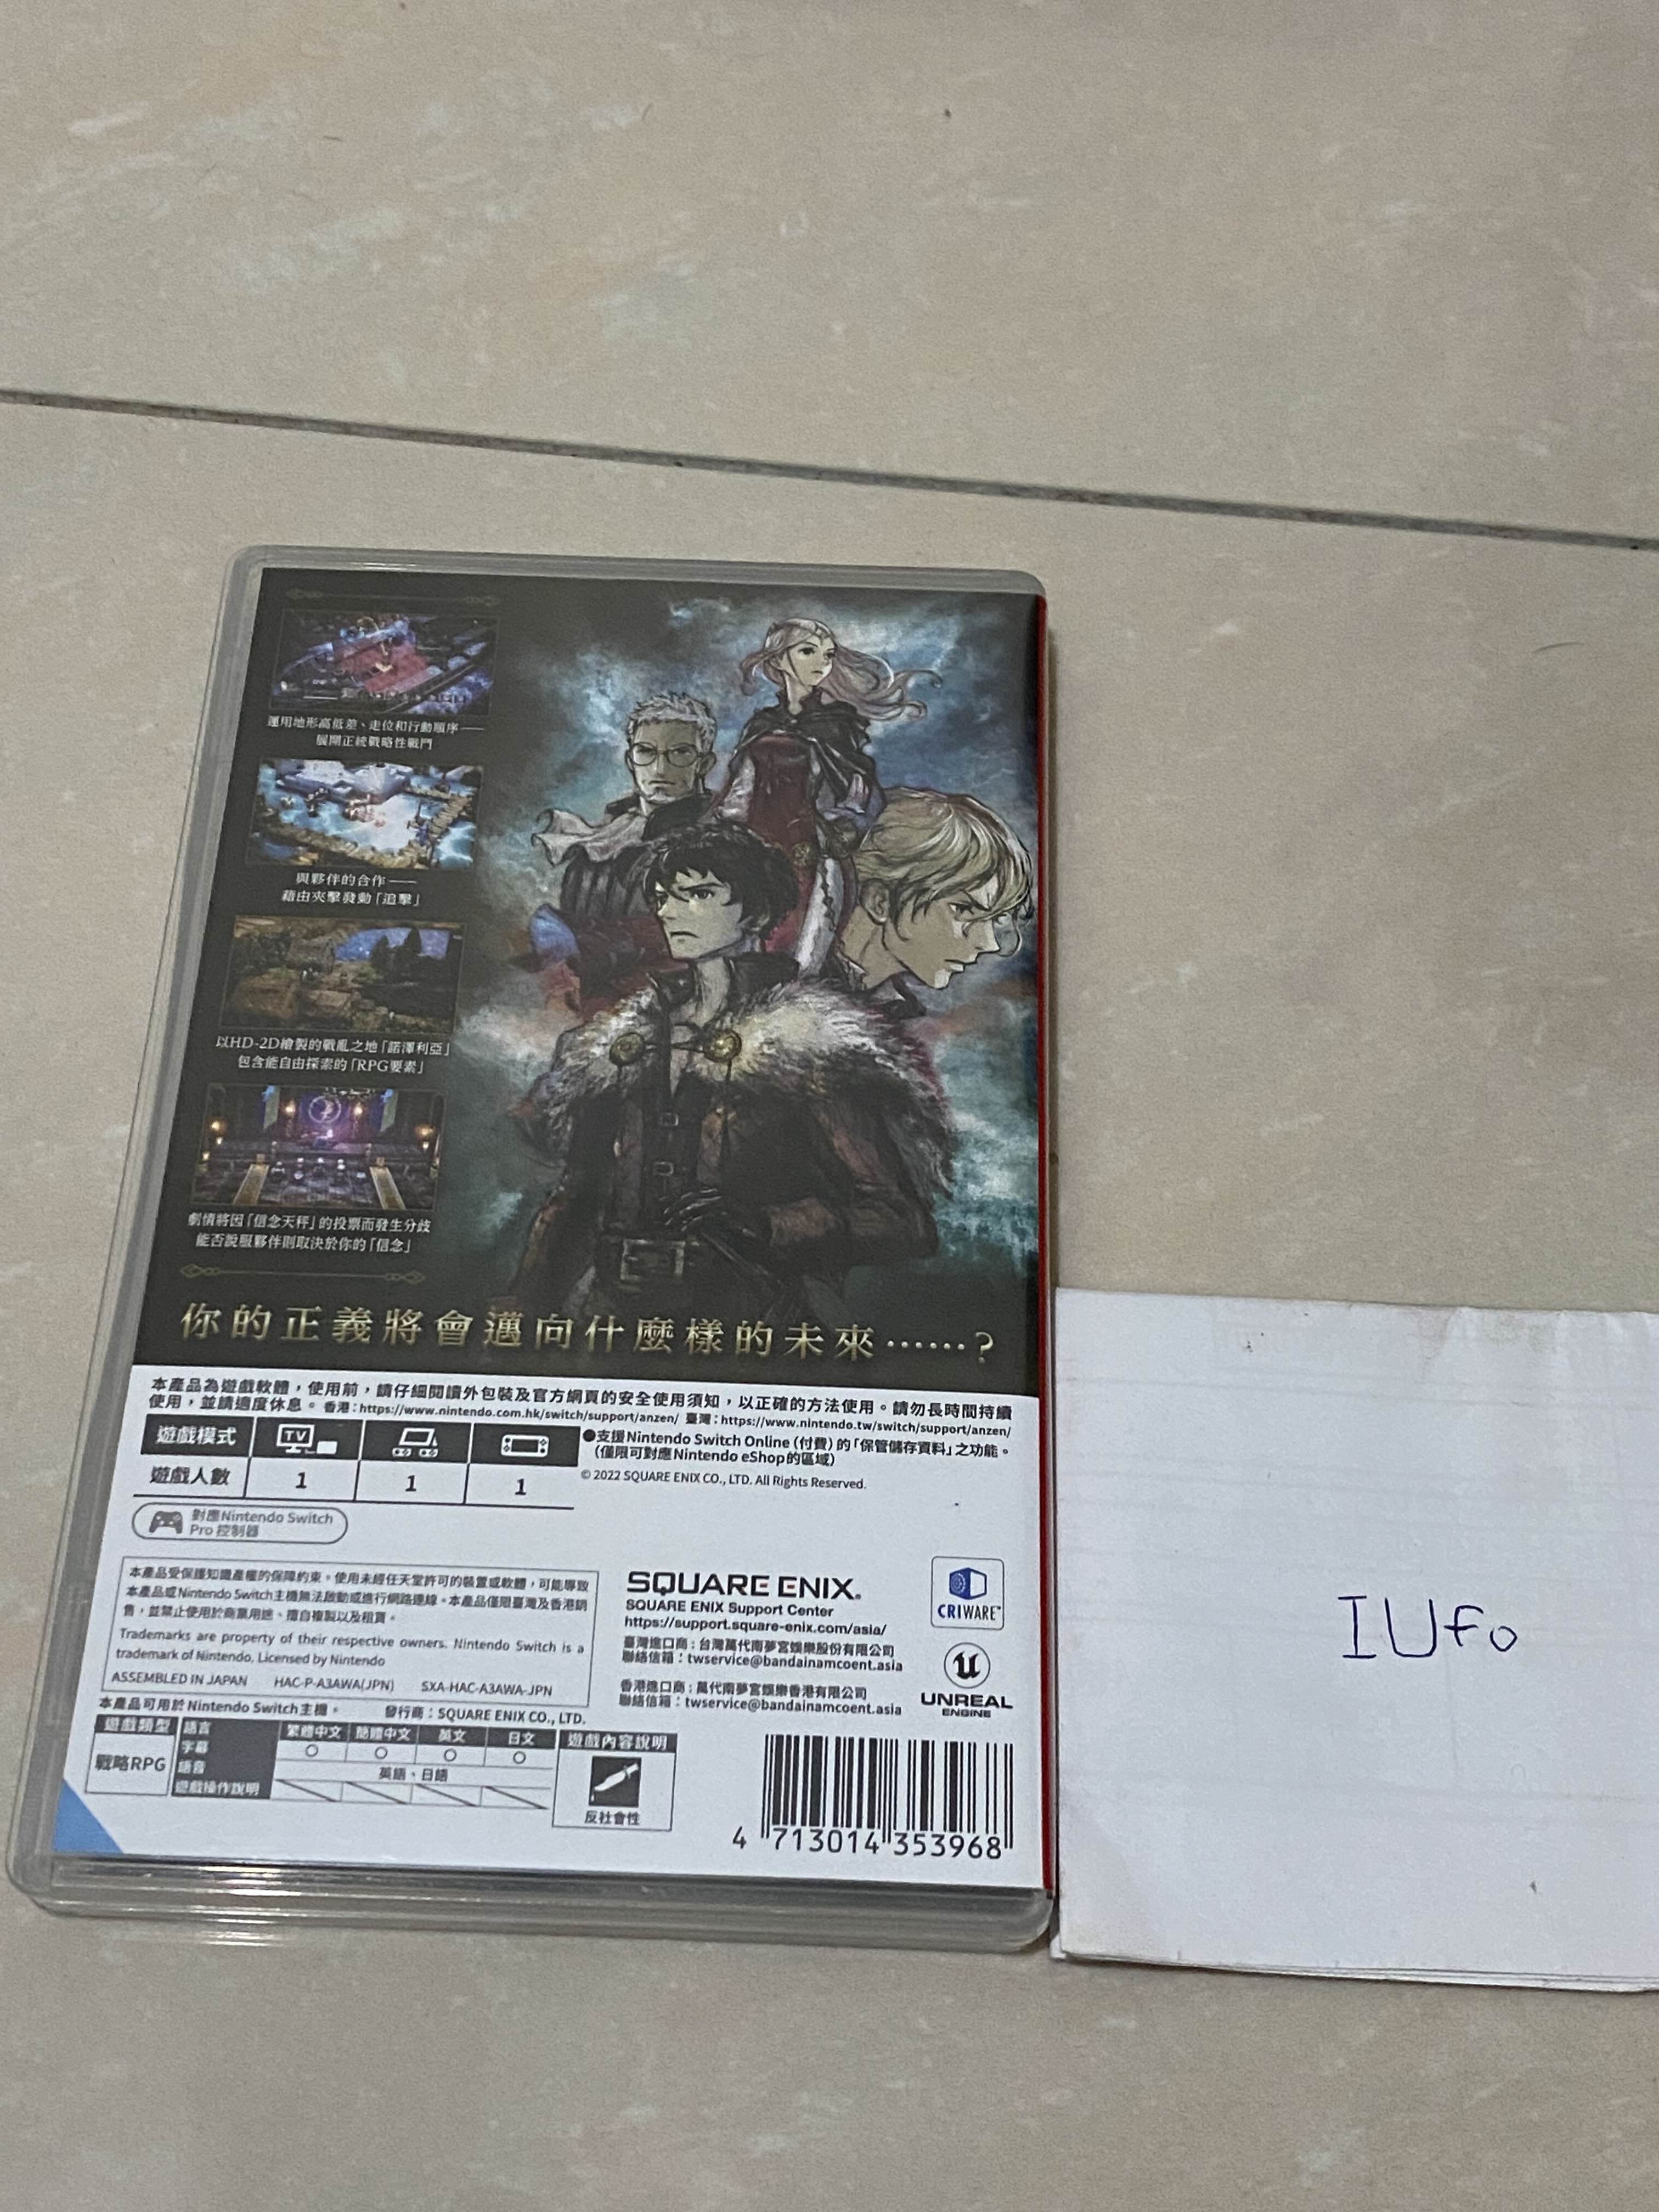 運用地形高低差、走位和行動順序——
展開正統戰略性戰鬥
與夥伴的合作——
藉由夾擊發動「追擊」
以HD-2D繪製的戰亂之地「諾澤利亞」
包含能自由探索的「RPG要素」
劇情將因「信念天秤」的投票而發生分歧
能否說服夥伴則取決於你的「信念」
你的正義將會邁向什麼樣的未來……？
本產品為遊戲軟體，使用前，請仔細閱讀外包裝及官方網頁的安全使用須知，以正確的方法使用。請勿長時間持續
使用，並請適度休息。 香港：https://www.nintendo.com.hk/switch/support/anzen/ 臺灣：https://www.nintendo.tw/switch/support/anzen/
遊戲模式 TV
遊戲人數 1 1 1
●支援Nintendo Switch Online（付費）的「保管儲存資料」之功能。
（僅限可對應Nintendo eShop的區域）
© 2022 SQUARE ENIX CO., LTD. All Rights Reserved.
對應Nintendo Switch
Pro 控制器
本產品受保護知識產權的保障約束。使用未經任天堂許可的裝置或軟體，可能導致
本產品或Nintendo Switch主機無法啟動或進行網路連線。本產品僅限臺灣及香港銷
售，並禁止使用於商業用途、擅自複製以及租賃。
Trademarks are property of their respective owners. Nintendo Switch is a
trademark of Nintendo. Licensed by Nintendo
ASSEMBLED IN JAPAN HAC-P-A3AWA(JPN) SXA-HAC-A3AWA-JPN
本產品可用於Nintendo Switch主機。 發行商：SQUARE ENIX CO., LTD.
SQUARE ENIX.
SQUARE ENIX Support Center
https://support.square-enix.com/asia/
臺灣進口商：台灣萬代南夢宮娛樂股份有限公司
聯絡信箱：twservice@bandainamcoent.asia
香港進口商：萬代南夢宮娛樂香港有限公司
聯絡信箱：twservice@bandainamcoent.asia
CRIWARE™
UNREAL
ENGINE
遊戲類型
戰略RPG
語言 繁體中文 簡體中文 英文 日文
字幕 ○ ○ ○ ○
語音 英語、日語
遊戲操作說明
遊戲內容說明
反社會性
4 713014 353968
IUfo